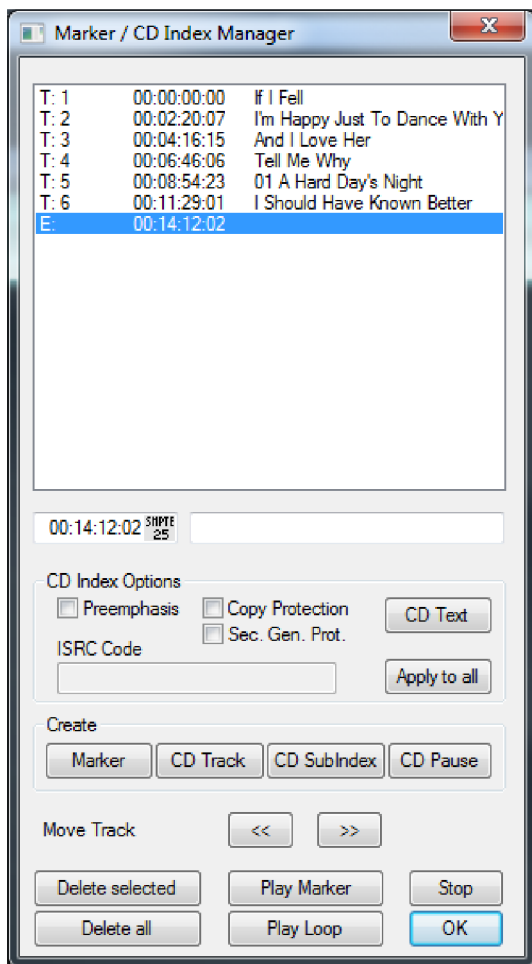 Marker / CD Index Manager
T: 1 00:00:00:00 If I Fell
T: 2 00:02:20:07 I'm Happy Just To Dance With Y
T: 3 00:04:16:15 And I Love Her
T: 4 00:06:46:06 Tell Me Why
T: 5 00:08:54:23 01 A Hard Day's Night
T: 6 00:11:29:01 I Should Have Known Better
E: 00:14:12:02
00:14:12:02 SMPTE 25
CD Index Options
Preemphasis Copy Protection CD Text
Sec. Gen. Prot.
ISRC Code
Apply to all
Create
Marker CD Track CD SubIndex CD Pause
Move Track << >>
Delete selected Play Marker Stop
Delete all Play Loop OK